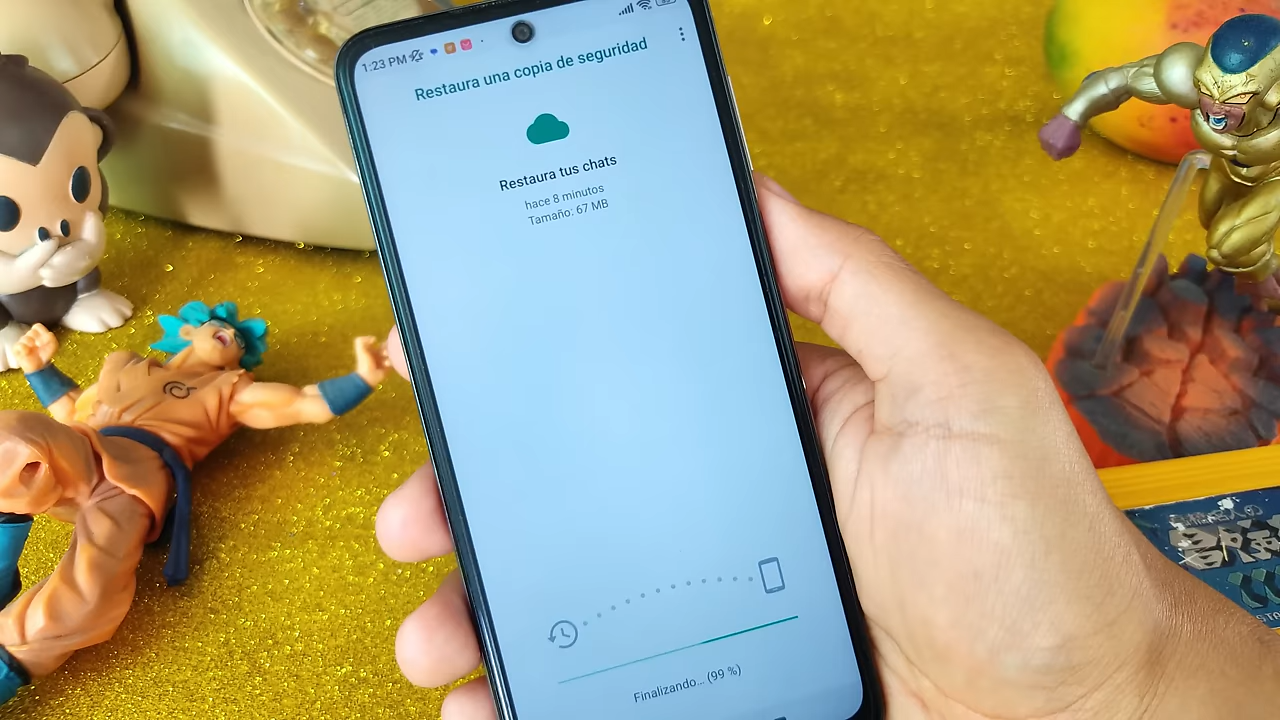 1:23 PM
Restaura una copia de seguridad
Restaura tus chats
hace 8 minutos
Tamaño: 67 MB
Finalizando... (99 %)